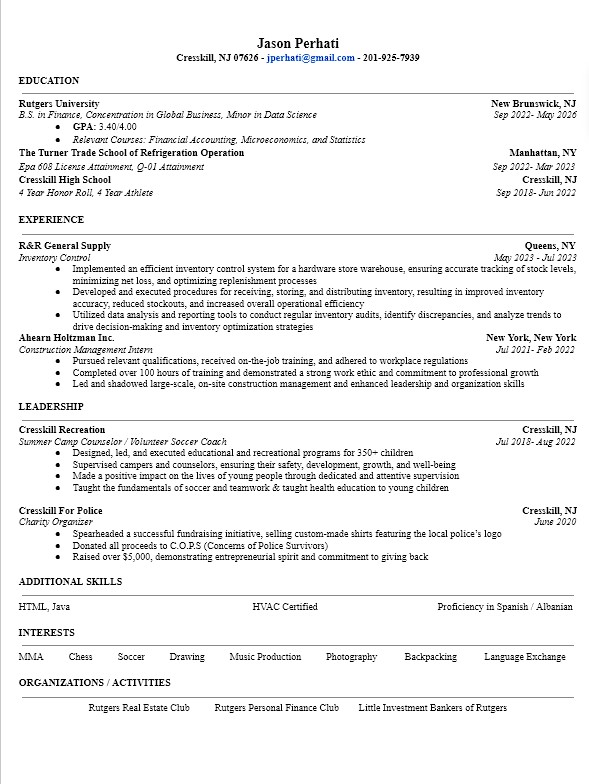 Jason Perhati
Cresskill, NJ 07626 - jperhati@gmail.com - 201-925-7939
EDUCATION
Rutgers University New Brunswick, NJ
B.S. in Finance, Concentration in Global Business, Minor in Data Science Sep 2022- May 2026
● GPA: 3.40/4.00
● Relevant Courses: Financial Accounting, Microeconomics, and Statistics
The Turner Trade School of Refrigeration Operation Manhattan, NY
Epa 608 License Attainment, Q-01 Attainment Sep 2022- Mar 2023
Cresskill High School Cresskill, NJ
4 Year Honor Roll, 4 Year Athlete Sep 2018- Jun 2022
EXPERIENCE
R&R General Supply Queens, NY
Inventory Control May 2023 - Jul 2023
● Implemented an efficient inventory control system for a hardware store warehouse, ensuring accurate tracking of stock levels,
minimizing net loss, and optimizing replenishment processes
● Developed and executed procedures for receiving, storing, and distributing inventory, resulting in improved inventory
accuracy, reduced stockouts, and increased overall operational efficiency
● Utilized data analysis and reporting tools to conduct regular inventory audits, identify discrepancies, and analyze trends to
drive decision-making and inventory optimization strategies
Ahearn Holtzman Inc. New York, New York
Construction Management Intern Jul 2021- Feb 2022
● Pursued relevant qualifications, received on-the-job training, and adhered to workplace regulations
● Completed over 100 hours of training and demonstrated a strong work ethic and commitment to professional growth
● Led and shadowed large-scale, on-site construction management and enhanced leadership and organization skills
LEADERSHIP
Cresskill Recreation Cresskill, NJ
Summer Camp Counselor / Volunteer Soccer Coach Jul 2018- Aug 2022
● Designed, led, and executed educational and recreational programs for 350+ children
● Supervised campers and counselors, ensuring their safety, development, growth, and well-being
● Made a positive impact on the lives of young people through dedicated and attentive supervision
● Taught the fundamentals of soccer and teamwork & taught health education to young children
Cresskill For Police Cresskill, NJ
Charity Organizer June 2020
● Spearheaded a successful fundraising initiative, selling custom-made shirts featuring the local police's logo
● Donated all proceeds to C.O.P.S (Concerns of Police Survivors)
● Raised over $5,000, demonstrating entrepreneurial spirit and commitment to giving back
ADDITIONAL SKILLS
HTML, Java HVAC Certified Proficiency in Spanish / Albanian
INTERESTS
MMA Chess Soccer Drawing Music Production Photography Backpacking Language Exchange
ORGANIZATIONS / ACTIVITIES
Rutgers Real Estate Club Rutgers Personal Finance Club Little Investment Bankers of Rutgers